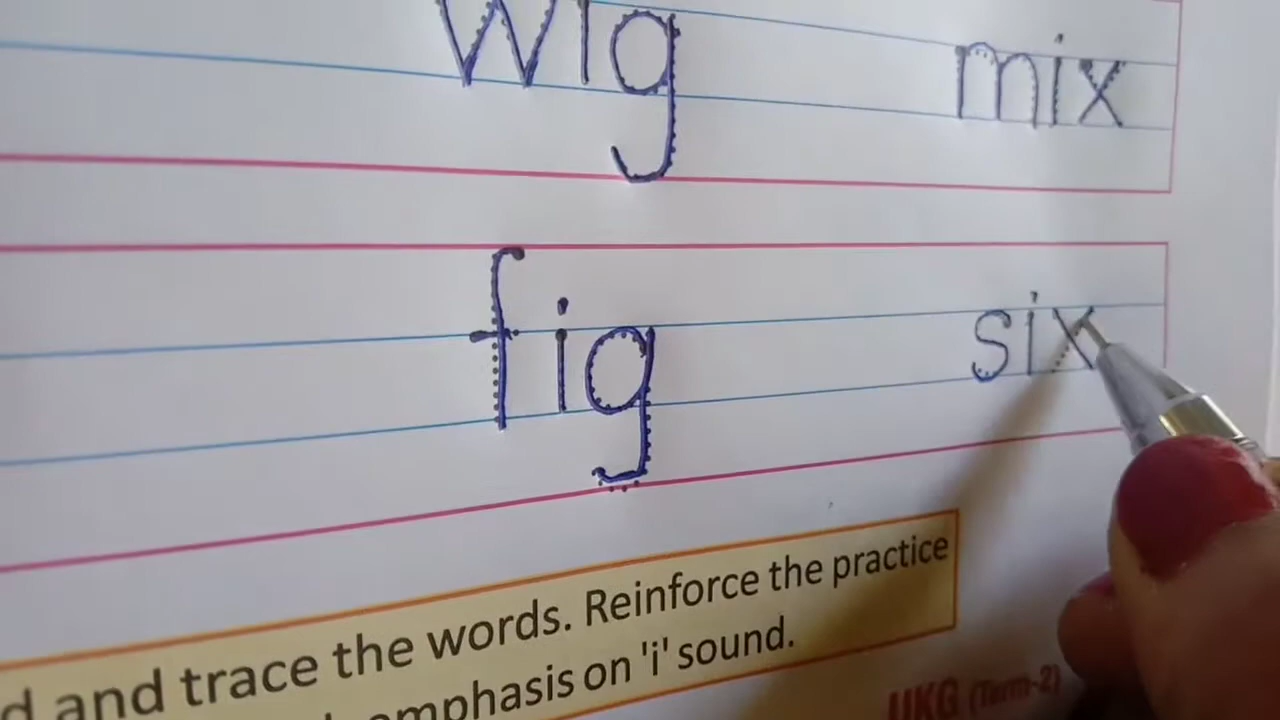 wig mix
fig six
and trace the words. Reinforce the practice
emphasis on 'i' sound.
UKG (Term-2)